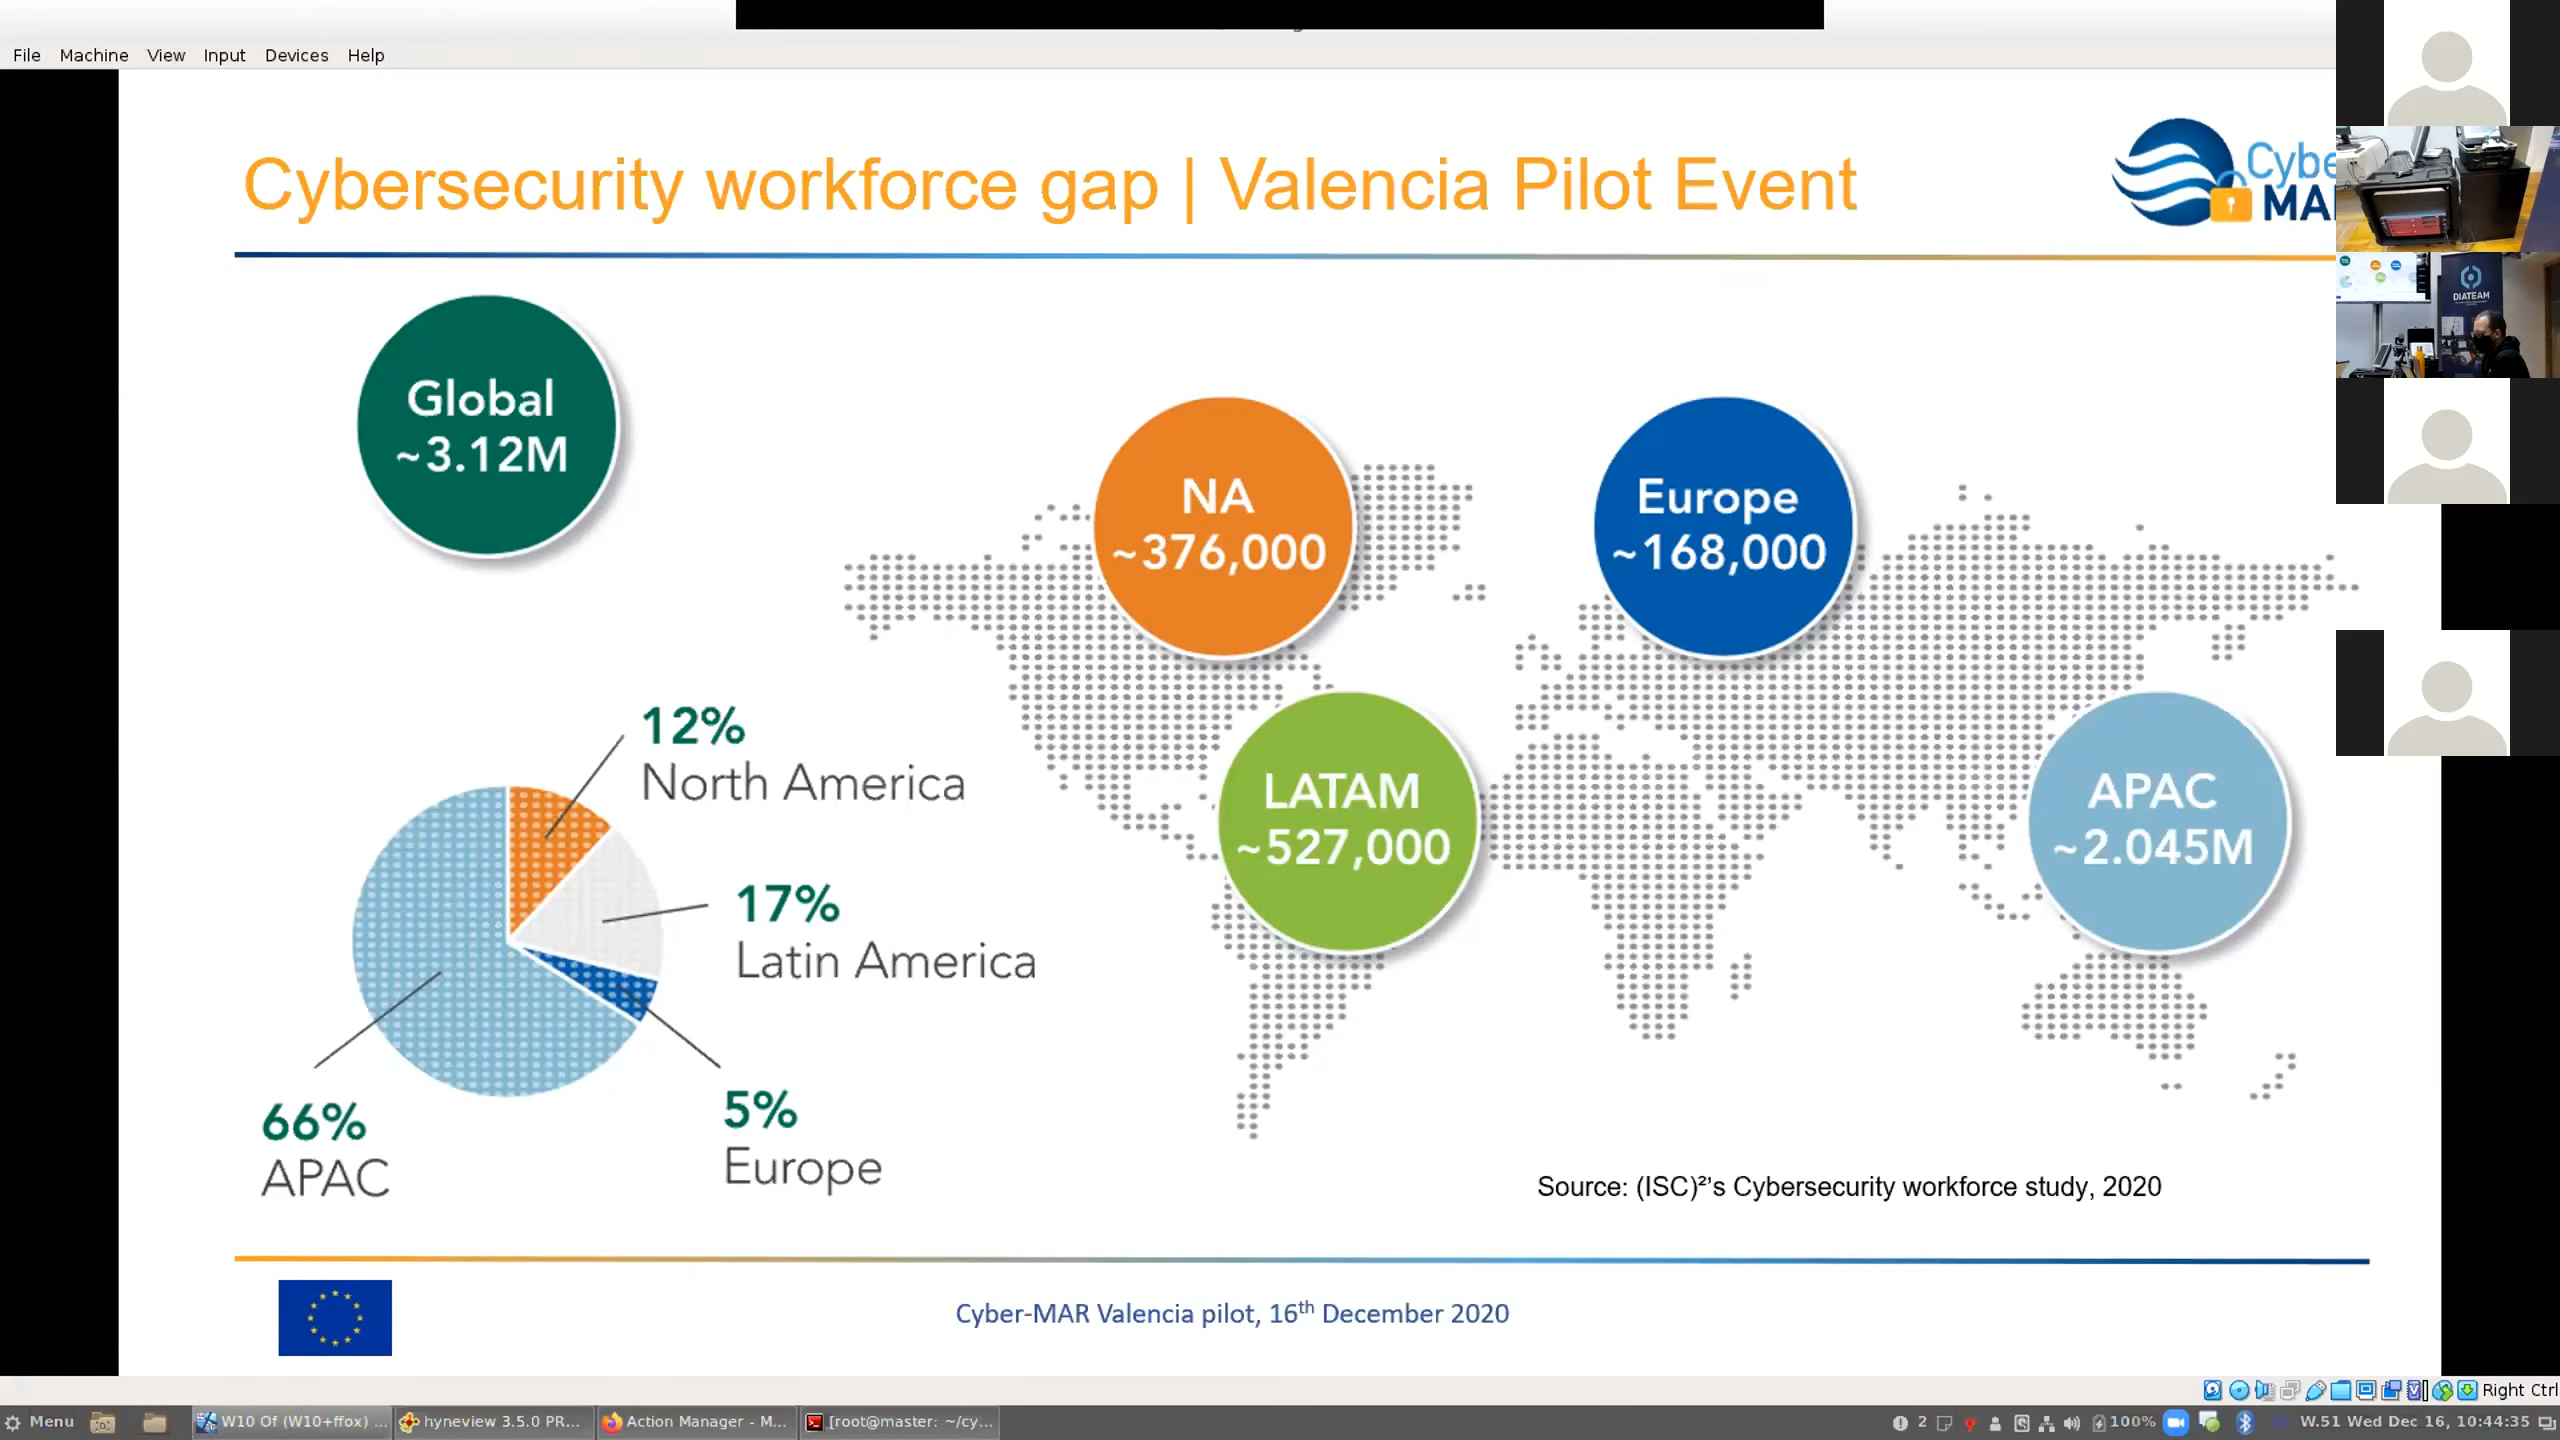 File Machine View Input Devices Help
Cybersecurity workforce gap | Valencia Pilot Event
DIATEAM
Global
~3.12M
NA
~376,000
Europe
~168,000
LATAM
~527,000
APAC
~2.045M
12%
North America
17%
Latin America
5%
Europe
66%
APAC
Source: (ISC)²'s Cybersecurity workforce study, 2020
Cyber-MAR Valencia pilot, 16th December 2020
Right Ctrl
Menu W10 Of (W10+ffox) ... hyneview 3.5.0 PR... Action Manager - M... [root@master: ~/cy... 2 100% W.51 Wed Dec 16, 10:44:35